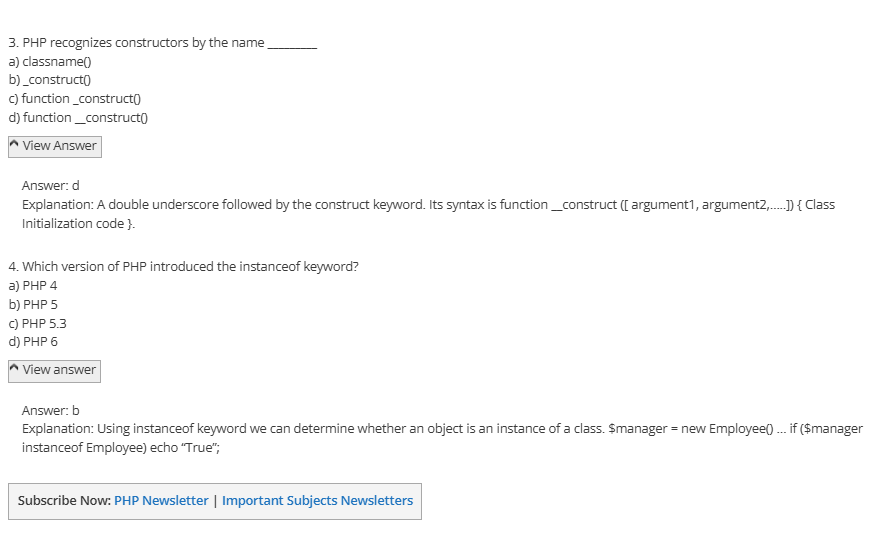 3. PHP recognizes constructors by the name _________
a) classname()
b) _construct()
c) function _construct()
d) function __construct()
View Answer
Answer: d
Explanation: A double underscore followed by the construct keyword. Its syntax is function __construct ([ argument1, argument2,…..]) { Class
Initialization code }.
4. Which version of PHP introduced the instanceof keyword?
a) PHP 4
b) PHP 5
c) PHP 5.3
d) PHP 6
View answer
Answer: b
Explanation: Using instanceof keyword we can determine whether an object is an instance of a class. $manager = new Employee() … if ($manager
instanceof Employee) echo “True”;
Subscribe Now: PHP Newsletter | Important Subjects Newsletters